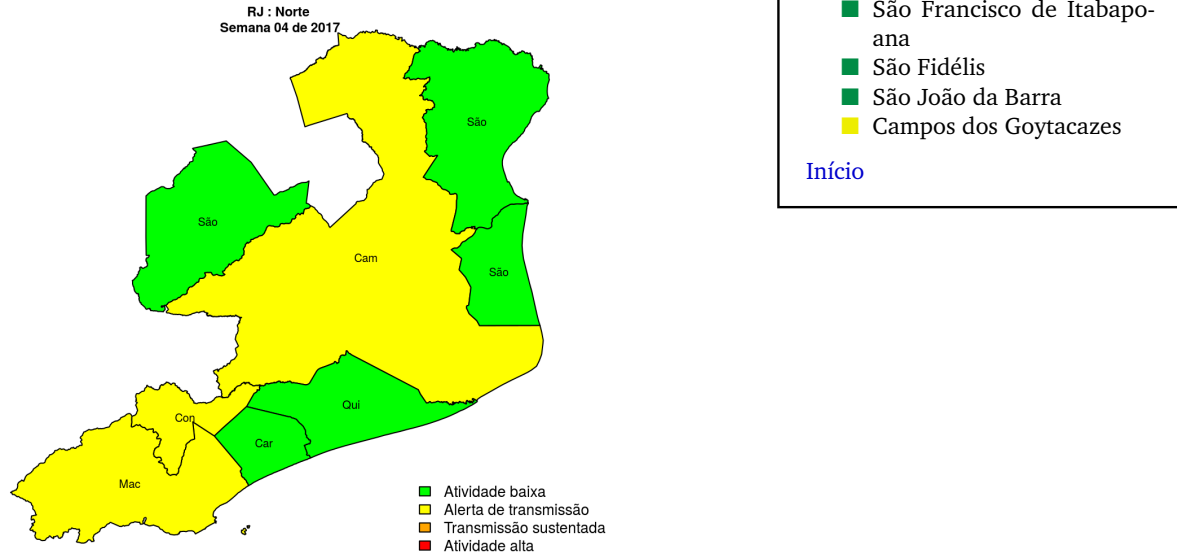 RJ : Norte
Semana 04 de 2017
São
São
Cam
São
Qui
Con
Car
Mac
Atividade baixa
Alerta de transmissão
Transmissão sustentada
Atividade alta
São Francisco de Itabapo-
ana
São Fidélis
São João da Barra
Campos dos Goytacazes
Início